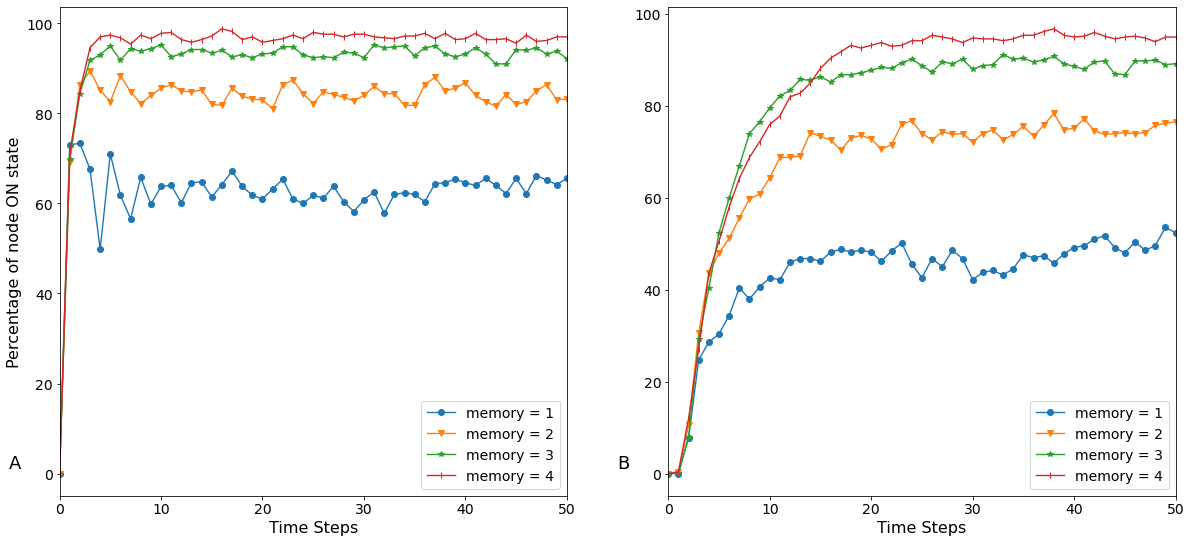 Percentage of node ON state
100
80
60
40
20
0
A
0 10 20 30 40 50
Time Steps
memory = 1
memory = 2
memory = 3
memory = 4
100
80
60
40
20
0
B
0 10 20 30 40 50
Time Steps
memory = 1
memory = 2
memory = 3
memory = 4